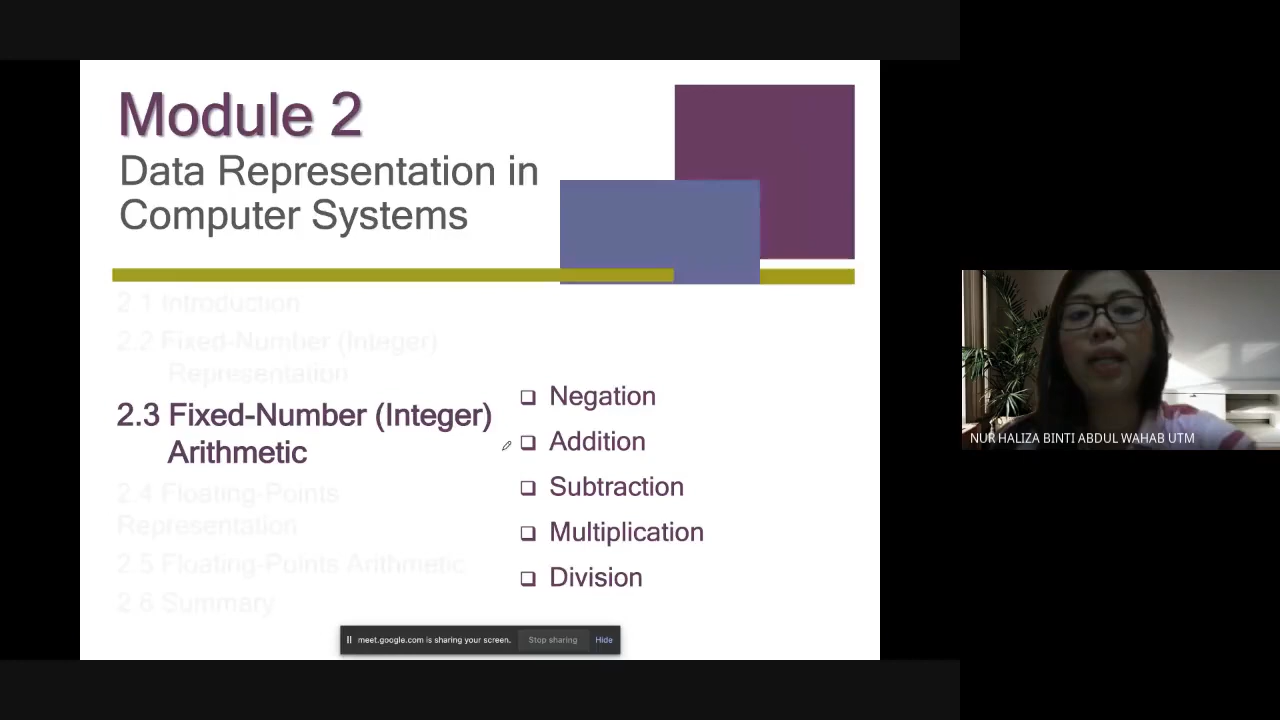 Module 2
Data Representation in
Computer Systems
2.1 Introduction
2.2 Fixed-Number (Integer)
Representation
2.3 Fixed-Number (Integer)
Arithmetic
2.4 Floating-Points
Representation
2.5 Floating-Points Arithmetic
2.6 Summary
Negation
Addition
Subtraction
Multiplication
Division
meet.google.com is sharing your screen. Stop sharing Hide
NUR HALIZA BINTI ABDUL WAHAB UTM